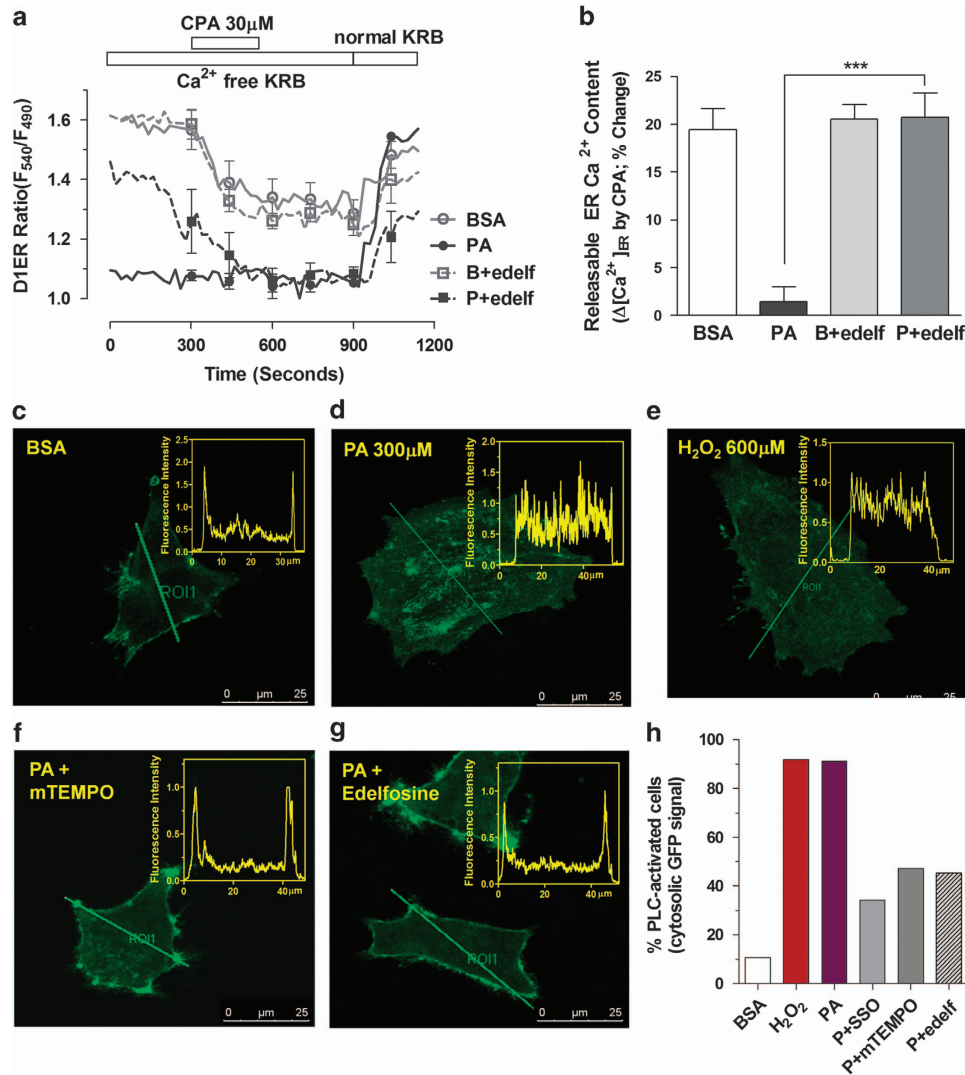 a
CPA 30µM
normal KRB
Ca²⁺ free KRB
D1ER Ratio(F₅₄₀/F₄₉₀)
1.6
1.4
1.2
1.0
BSA
PA
B+edelf
P+edelf
0 300 600 900 1200
Time (Seconds)
b
Releasable ER Ca²⁺ Content
(Δ[Ca²⁺]ER by CPA; % Change)
25
20
15
10
5
0
***
BSA PA B+edelf P+edelf
c
BSA
Fluorescence Intensity
2.5
2.0
1.5
1.0
0.5
0.0
0 10 20 30 µm
ROI1
0 µm 25
d
PA 300µM
Fluorescence Intensity
2.0
1.5
1.0
0.5
0.0
20 40 µm
ROI1
0 µm 25
e
H₂O₂ 600µM
Fluorescence Intensity
1.5
1.0
0.5
0.0
20 40 µm
ROI1
0 µm 25
f
PA +
mTEMPO
Fluorescence Intensity
1.0
0.5
0
0 20 40 µm
ROI1
0 µm 25
g
PA +
Edelfosine
Fluorescence Intensity
1.0
0.5
0
0 20 40 µm
ROI1
0 µm 25
h
% PLC-activated cells
(cytosolic GFP signal)
100
80
60
40
20
0
BSA
H₂O₂
PA
P+SSO
P+mTEMPO
P+edelf